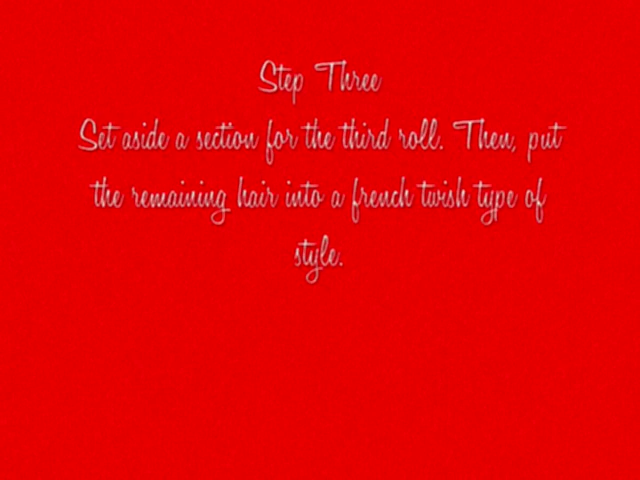 Step Three
Set aside a section for the third roll. Then, put
the remaining hair into a french twish type of
style.